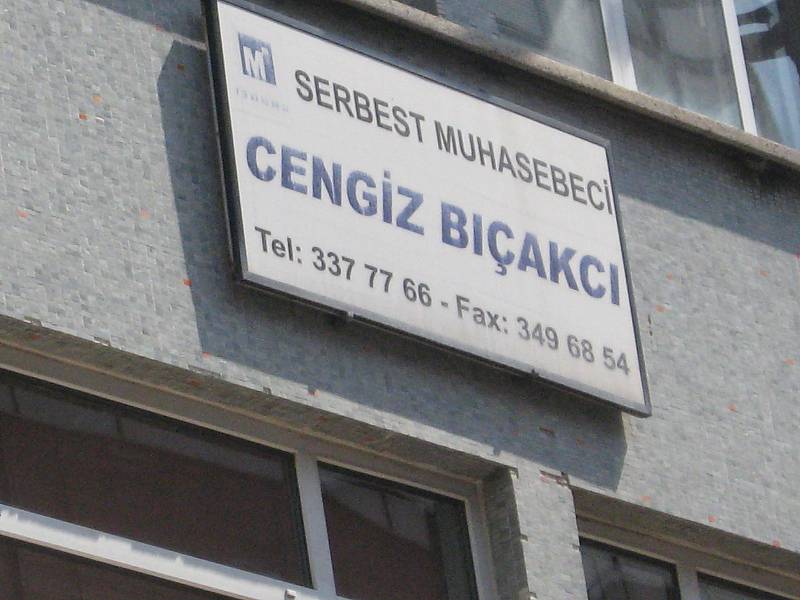 M
SERBEST MUHASEBECİ
CENGİZ BIÇAKCI
Tel: 337 77 66 - Fax: 349 68 54